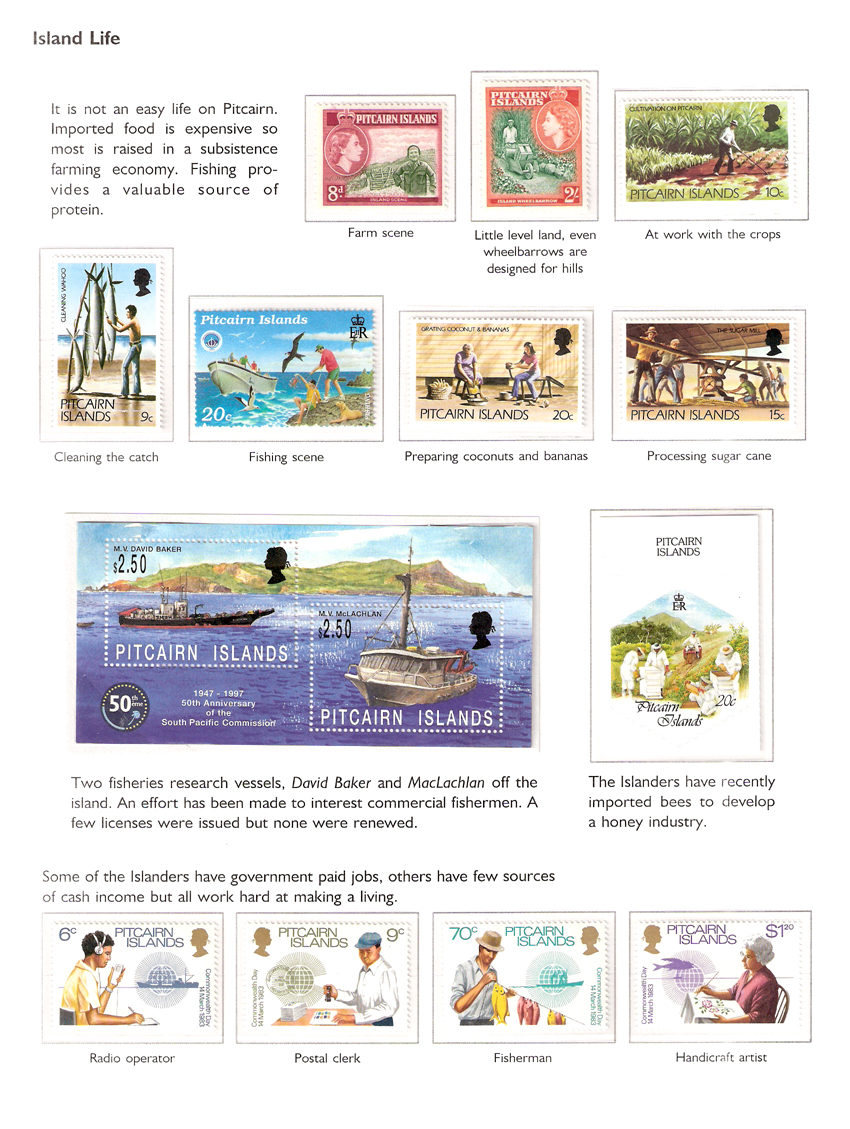 Island Life
It is not an easy life on Pitcairn.
Imported food is expensive so
most is raised in a subsistence
farming economy. Fishing pro-
vides a valuable source of
protein.
PITCAIRN ISLANDS
8d.
ISLAND SCENE
Farm scene
PITCAIRN
ISLANDS
2/-
ISLAND WHEELBARROW
Little level land, even
wheelbarrows are
designed for hills
CULTIVATION ON PITCAIRN
PITCAIRN ISLANDS 10c
At work with the crops
CLEANING WAHOO
PITCAIRN
ISLANDS 9c
Cleaning the catch
Pitcairn Islands
E R
20c
Fishing scene
GRATING COCONUT & BANANAS
PITCAIRN ISLANDS 20c
Preparing coconuts and bananas
THE SUGAR MILL
PITCAIRN ISLANDS 15c
Processing sugar cane
M.V. DAVID BAKER
$2.50
PITCAIRN ISLANDS
M.V. McLACHLAN
$2.50
PITCAIRN ISLANDS
50th
ème
1947 - 1997
50th Anniversary
of the
South Pacific Commission
Two fisheries research vessels, David Baker and MacLachlan off the
island. An effort has been made to interest commercial fishermen. A
few licenses were issued but none were renewed.
PITCAIRN
ISLANDS
E R
20c
Pitcairn
Islands
The Islanders have recently
imported bees to develop
a honey industry.
Some of the Islanders have government paid jobs, others have few sources
of cash income but all work hard at making a living.
6c PITCAIRN
ISLANDS
Commonwealth Day
14 March 1983
Radio operator
PITCAIRN 9c
ISLANDS
Commonwealth Day
14 March 1983
Postal clerk
70c PITCAIRN
ISLANDS
Commonwealth Day
14 March 1983
Fisherman
PITCAIRN $1.20
ISLANDS
Commonwealth Day
14 March 1983
Handicraft artist